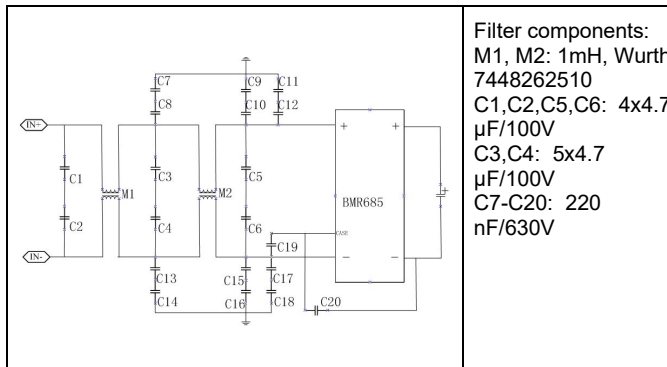 C7
C9
C11
C8
C10
C12
IN+
+
+
C1
C3
C5
M1
M2
BMR685
C2
C4
C6
CASE
C19
IN-
−
−
C13
C15
C17
C14
C16
C18
C20
Filter components:
M1, M2: 1mH, Wurth
7448262510
C1,C2,C5,C6: 4x4.7
µF/100V
C3,C4: 5x4.7
µF/100V
C7-C20: 220
nF/630V